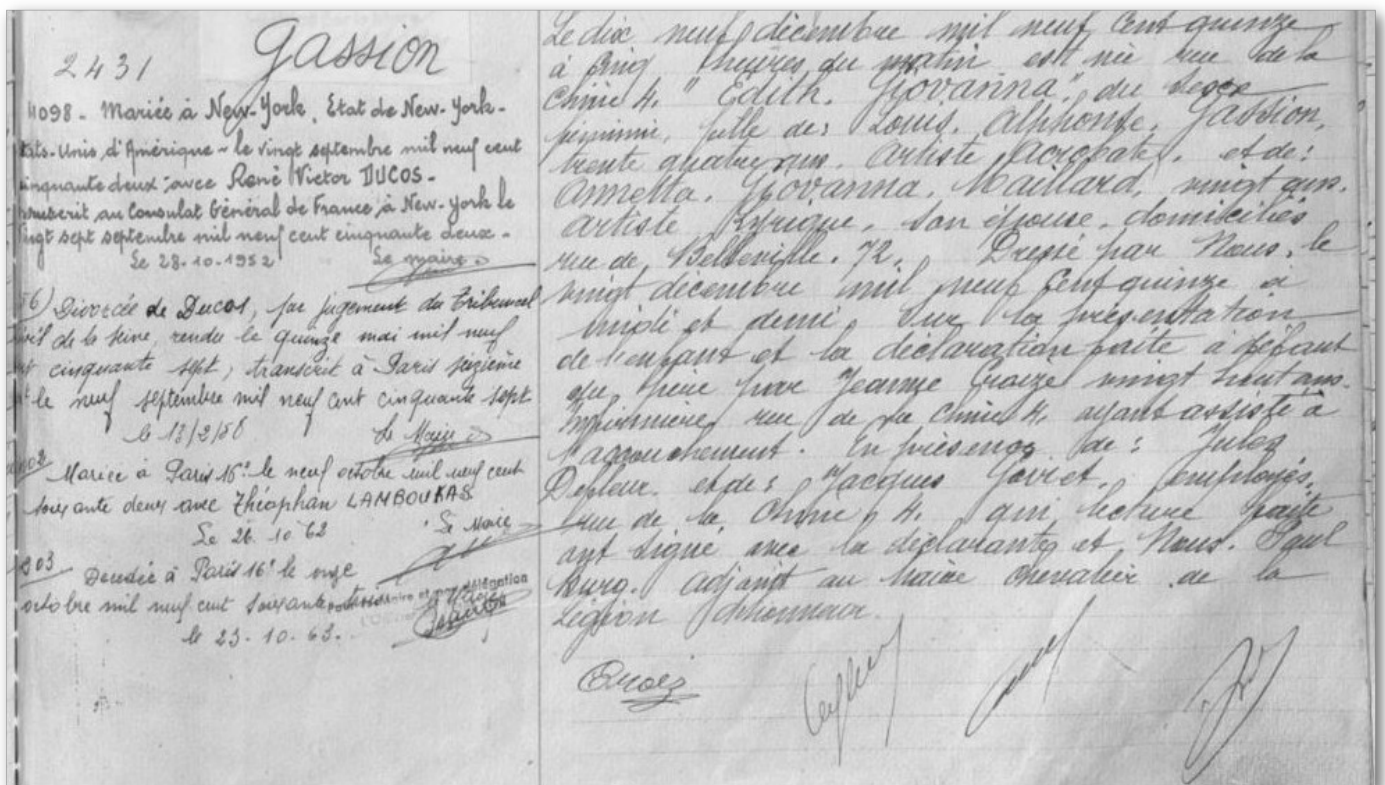 2431
Gassion
4098 - Mariée à New-York, Etat de New-York -
Etats-Unis d'Amérique - le vingt septembre mil neuf cent
cinquante deux ; avec René Victor DUCOS -
transcrit au Consulat Général de France à New-York le
vingt sept septembre mil neuf cent cinquante deux -
Le 28-10-1952 Le maire
Divorcée de Ducos, par jugement du Tribunal
civil de la Seine, rendu le quinze mai mil neuf
cent cinquante sept, transcrit à Paris seizième
le neuf septembre mil neuf cent cinquante sept
Le Maire
Mariée à Paris 16e le neuf octobre mil neuf cent
soixante deux avec Théophan LAMBOUKAS
Le 26 10 62 Le Maire
Décédée à Paris 16e le onze
octobre mil neuf cent soixante
le 23-10-63.
Le dix neuf décembre mil neuf cent quinze
à cinq heures du matin est née rue de la
Chine 4, "Edith, Giovanna", du sexe
féminin, fille de: Louis, Alphonse, Gassion,
trente quatre ans, artiste acrobate, et de:
Annetta, Giovanna, Maillard, vingt ans,
artiste lyrique, son épouse, domiciliés
rue de Belleville, 72. Dressé par Nous, le
vingt décembre mil neuf cent quinze à
midi et demi, sur la présentation
de l'enfant et la déclaration faite à défaut
du père par Jeanne Croize vingt huit ans,
Infirmière, rue de la Chine 4, ayant assisté à
l'accouchement. En présence de: Jules
Defleur, et de: Jacques Goviet, employés,
rue de la Chine, 4, qui lecture faite
ont signé avec la déclarante et Nous, Paul
Burg, adjoint au maire chevalier de la
Légion d'honneur.
Croize